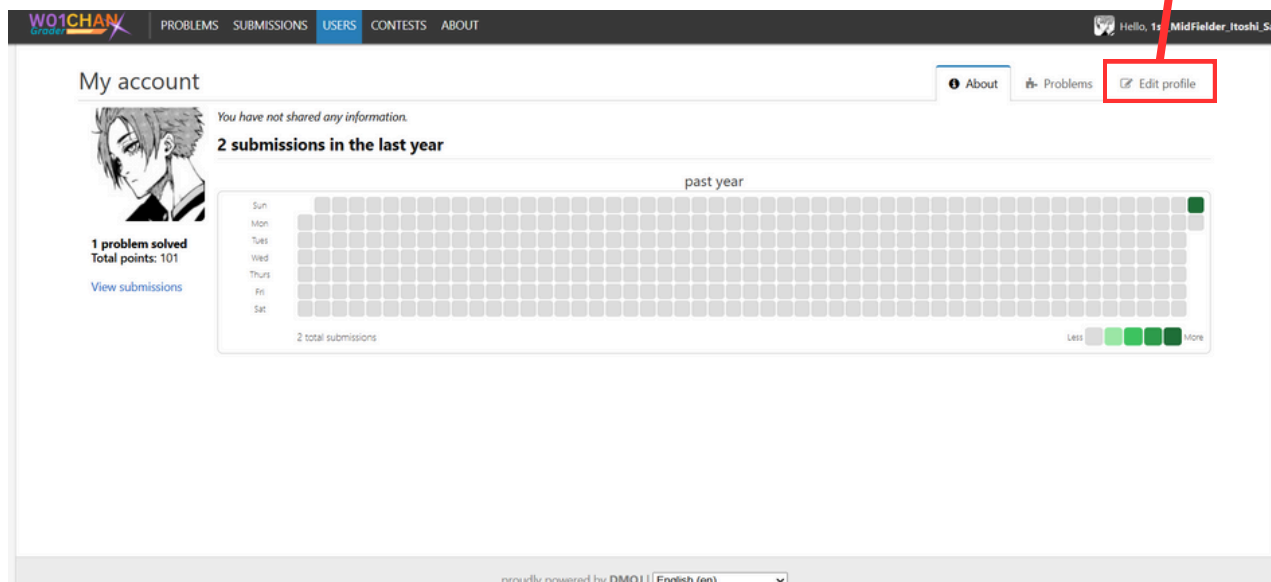 WO1CHAN
Grader
PROBLEMS SUBMISSIONS USERS CONTESTS ABOUT
Hello,
My account
About Problems Edit profile
You have not shared any information.
2 submissions in the last year
past year
Sun
Mon
Tues
Wed
Thurs
Fri
Sat
1 problem solved
Total points: 101
View submissions
2 total submissions
Less More
proudly powered by DMOJ | English (en)